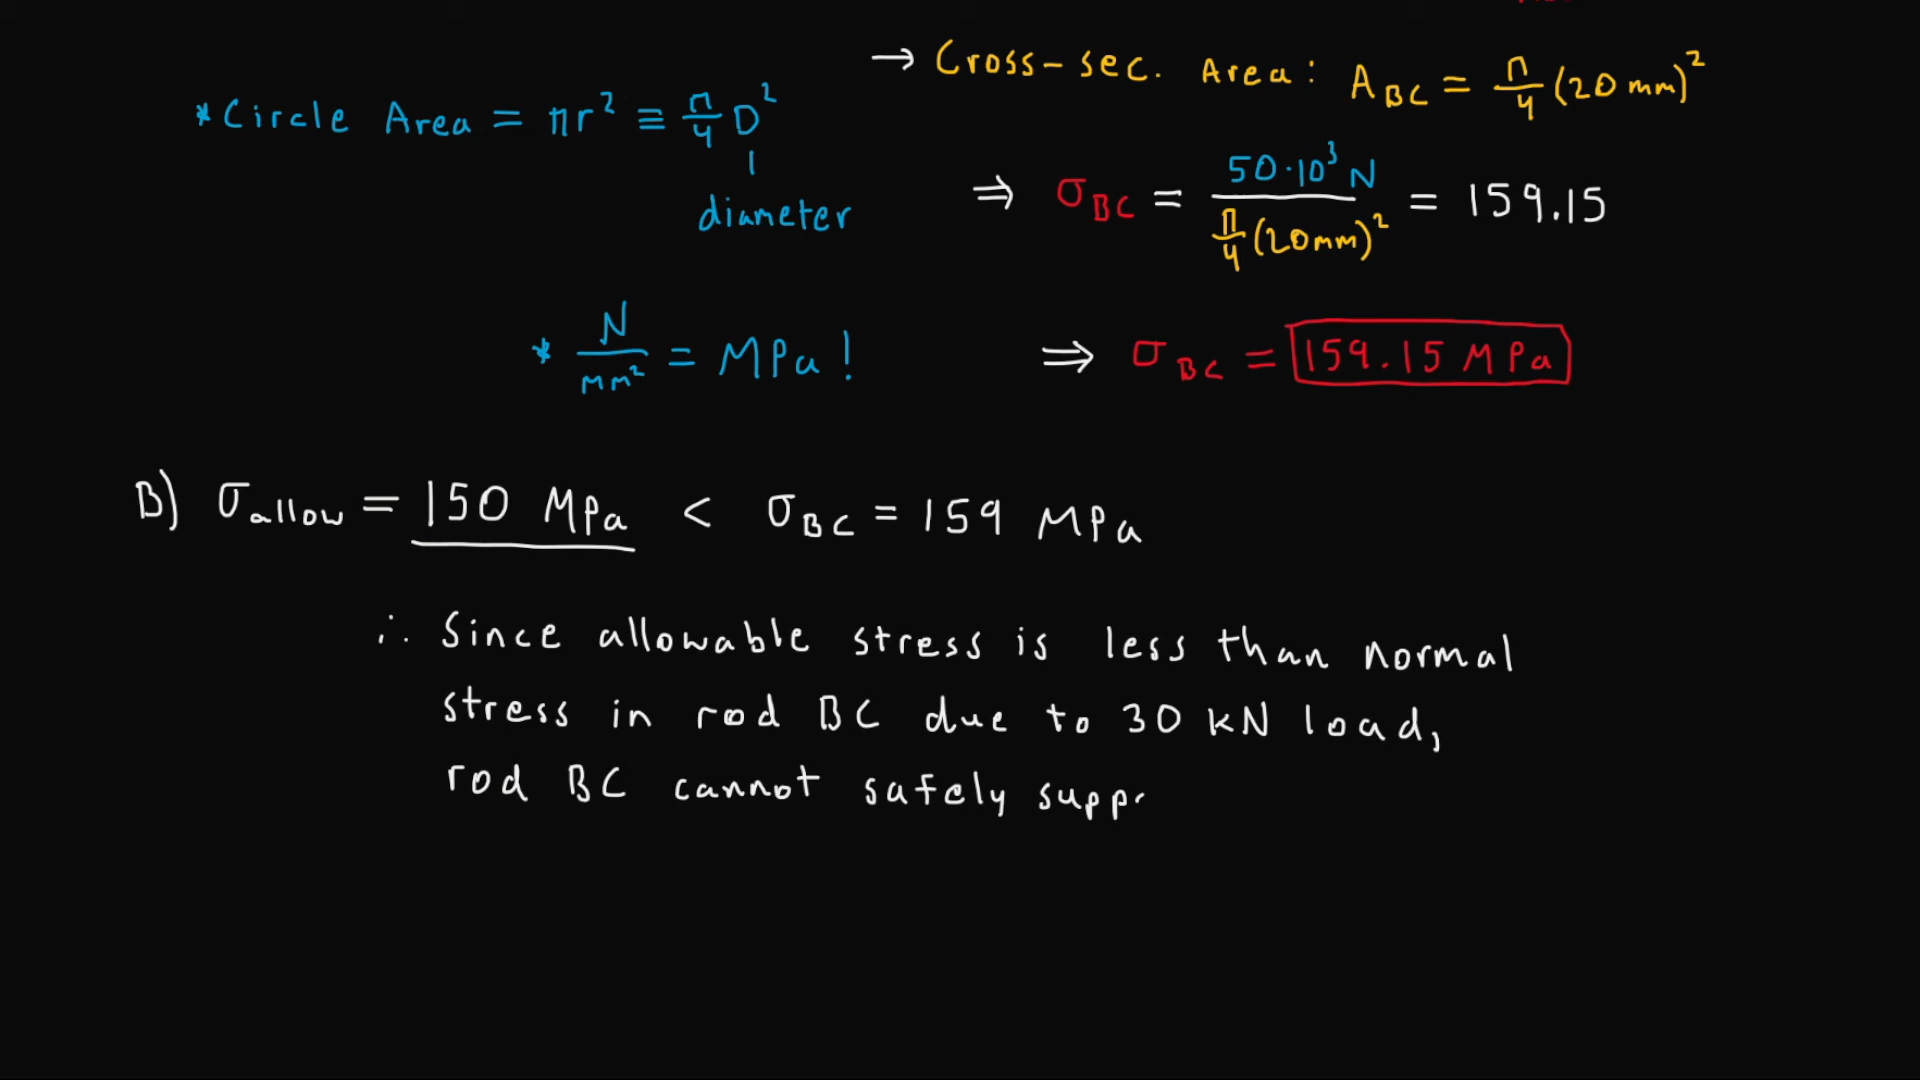 → Cross-sec. Area: A_BC = π/4 (20 mm)²
*Circle Area = πr² ≡ π/4 D²
diameter
⇒ σ_BC = 50·10³ N / π/4 (20mm)² = 159.15
* N/mm² = MPa!
⇒ σ_BC = 159.15 MPa
B) σ_allow = 150 MPa < σ_BC = 159 MPa
∴ Since allowable stress is less than normal
stress in rod BC due to 30 kN load,
rod BC cannot safely supp